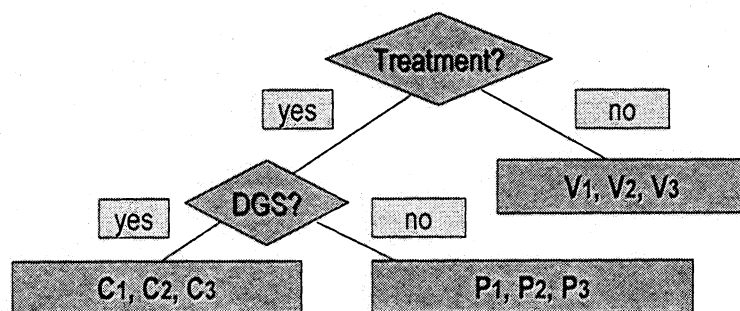 Treatment?
yes
no
V1, V2, V3
DGS?
yes
no
C1, C2, C3
P1, P2, P3